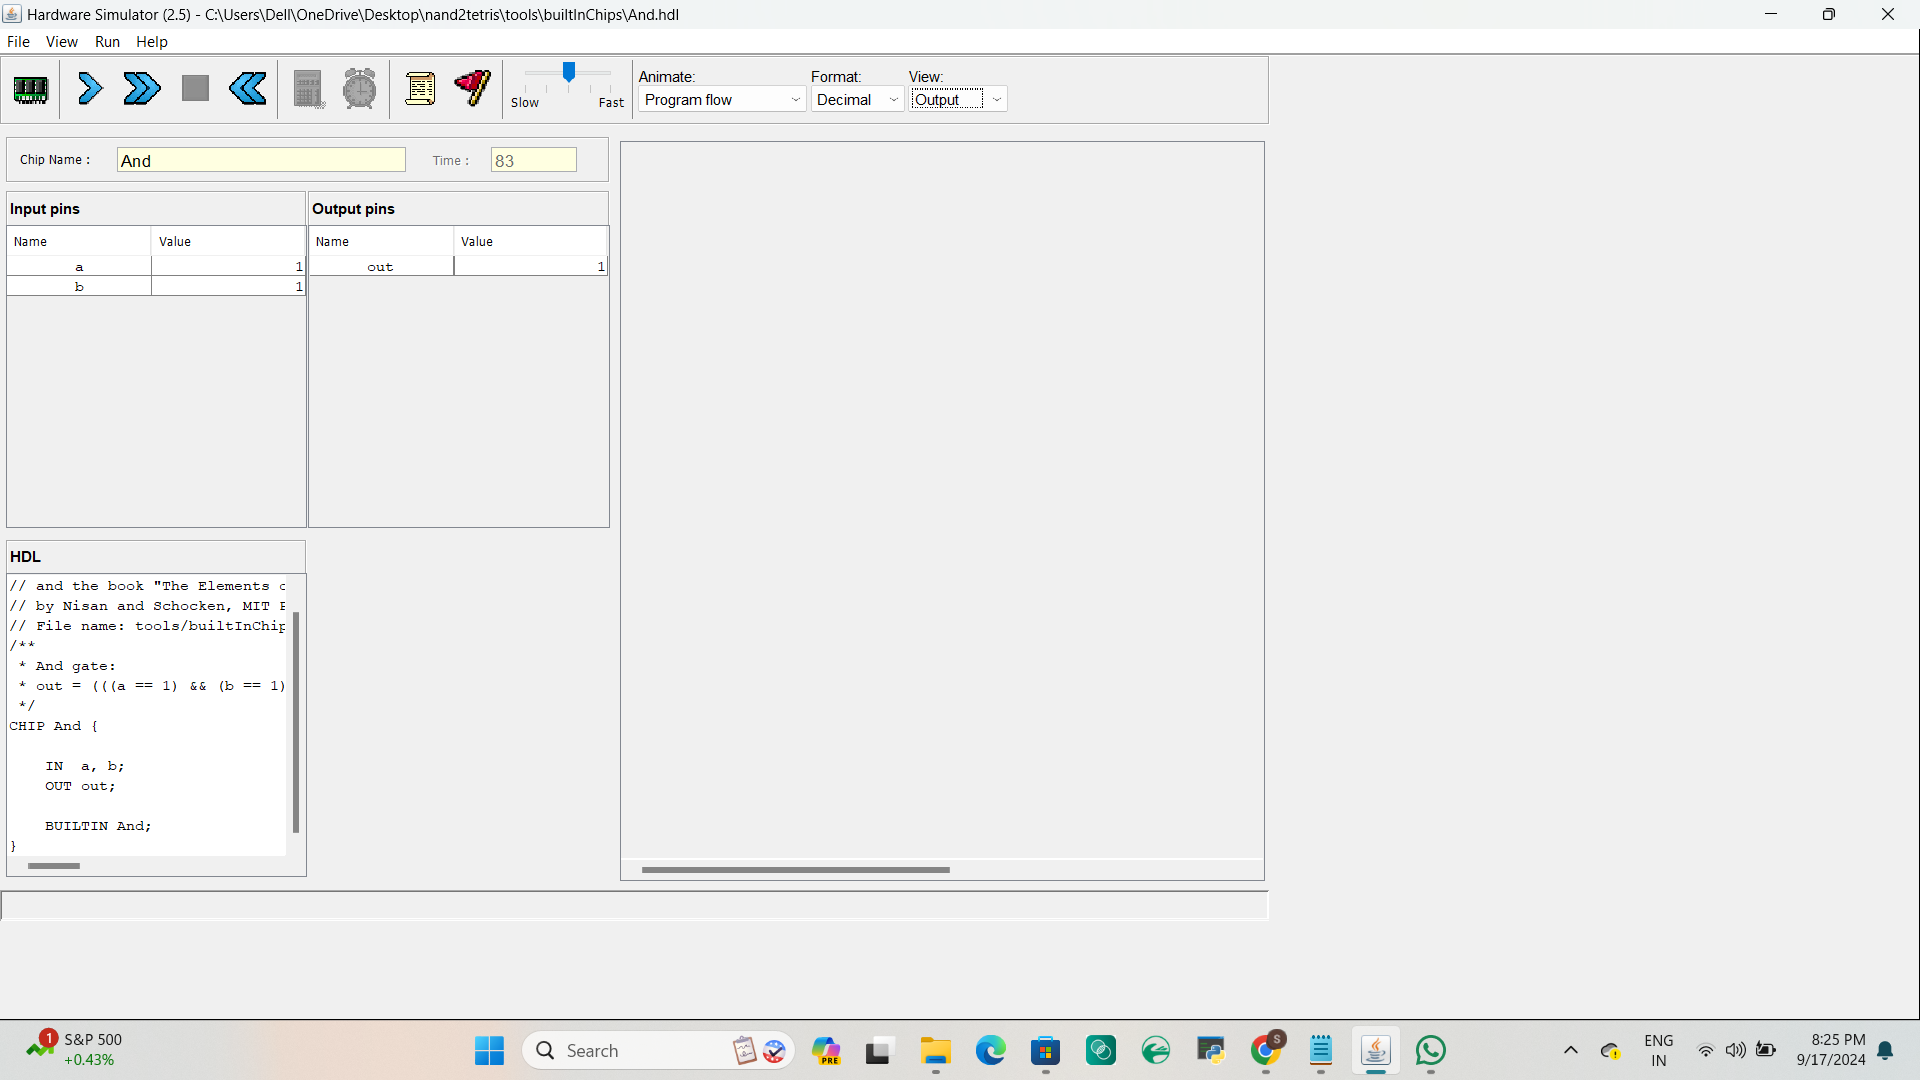 Hardware Simulator (2.5) - C:\Users\Dell\OneDrive\Desktop\nand2tetris\tools\builtInChips\And.hdl
File View Run Help
Slow Fast
Animate: Format: View:
Program flow Decimal Output
Chip Name : And Time : 83
Input pins Output pins
Name Value Name Value
a 1 out 1
b 1
HDL
// and the book "The Elements
// by Nisan and Schocken, MIT
// File name: tools/builtInChip
/**
* And gate:
* out = (((a == 1) && (b == 1)
*/
CHIP And {
IN a, b;
OUT out;
BUILTIN And;
}
1 S&P 500
+0.43%
Search
PRE
S
ENG
IN
8:25 PM
9/17/2024